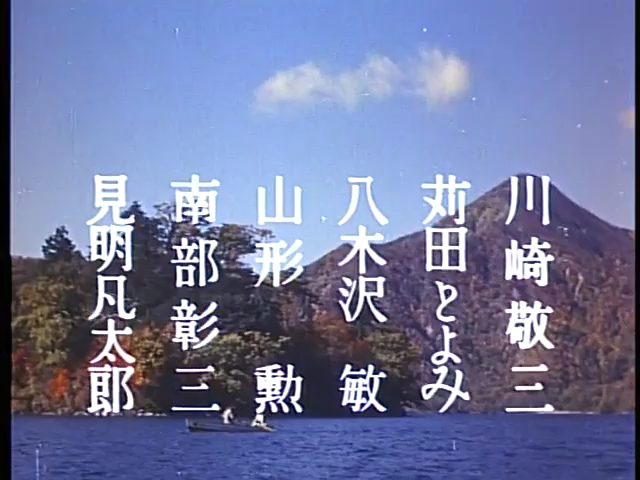 川崎敬三
苅田とよみ
八木沢敏
山形勲
南部彰三
見明凡太郎